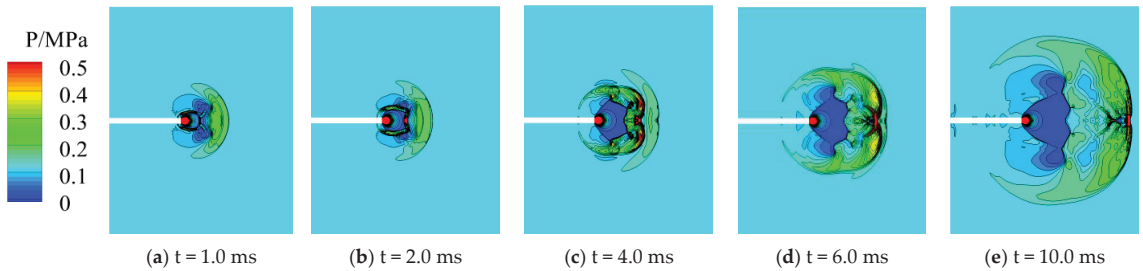 P/MPa
0.5
0.4
0.3
0.2
0.1
0
(a) t = 1.0 ms
(b) t = 2.0 ms
(c) t = 4.0 ms
(d) t = 6.0 ms
(e) t = 10.0 ms